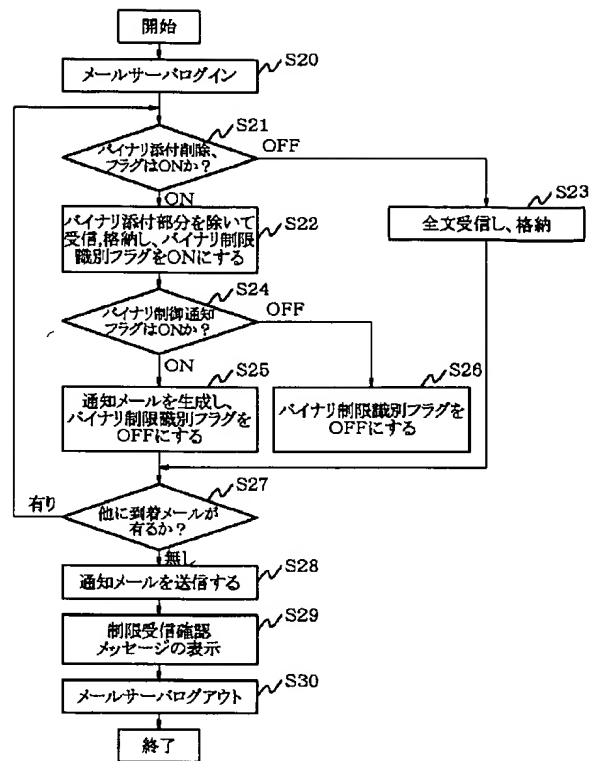 開始
メールサーバログイン
S20
S21
バイナリ添付削除、
フラグはONか?
OFF
ON
S22
バイナリ添付部分を除いて
受信,格納し、バイナリ制限
識別フラグをONにする
S23
全文受信し、格納
S24
バイナリ制御通知
フラグはONか?
OFF
ON
S25
通知メールを生成し、
バイナリ制限識別フラグを
OFFにする
S26
バイナリ制限識別フラグを
OFFにする
S27
他に到着メールが
有るか?
有り
無し
S28
通知メールを送信する
S29
制限受信確認
メッセージの表示
S30
メールサーバログアウト
終了